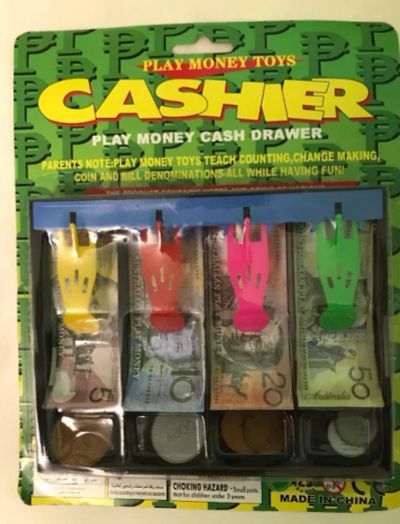 PLAY MONEY TOYS
CASHIER
PLAY MONEY CASH DRAWER
PARENTS NOTE:PLAY MONEY TOYS TEACH COUNTING,CHANGE MAKING,
COIN AND BILL DENOMINATIONS-ALL WHILE HAVING FUN!
5
10
20
50
Australia
COPY
CHOKING HAZARD - Small parts.
Not for children under 3 years.
MADE IN CHINA